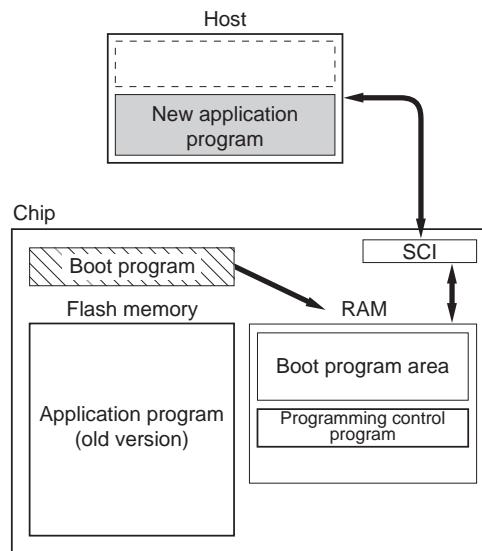 Host
New application
program
Chip
SCI
Boot program
Flash memory
RAM
Boot program area
Application program
(old version)
Programming control
program